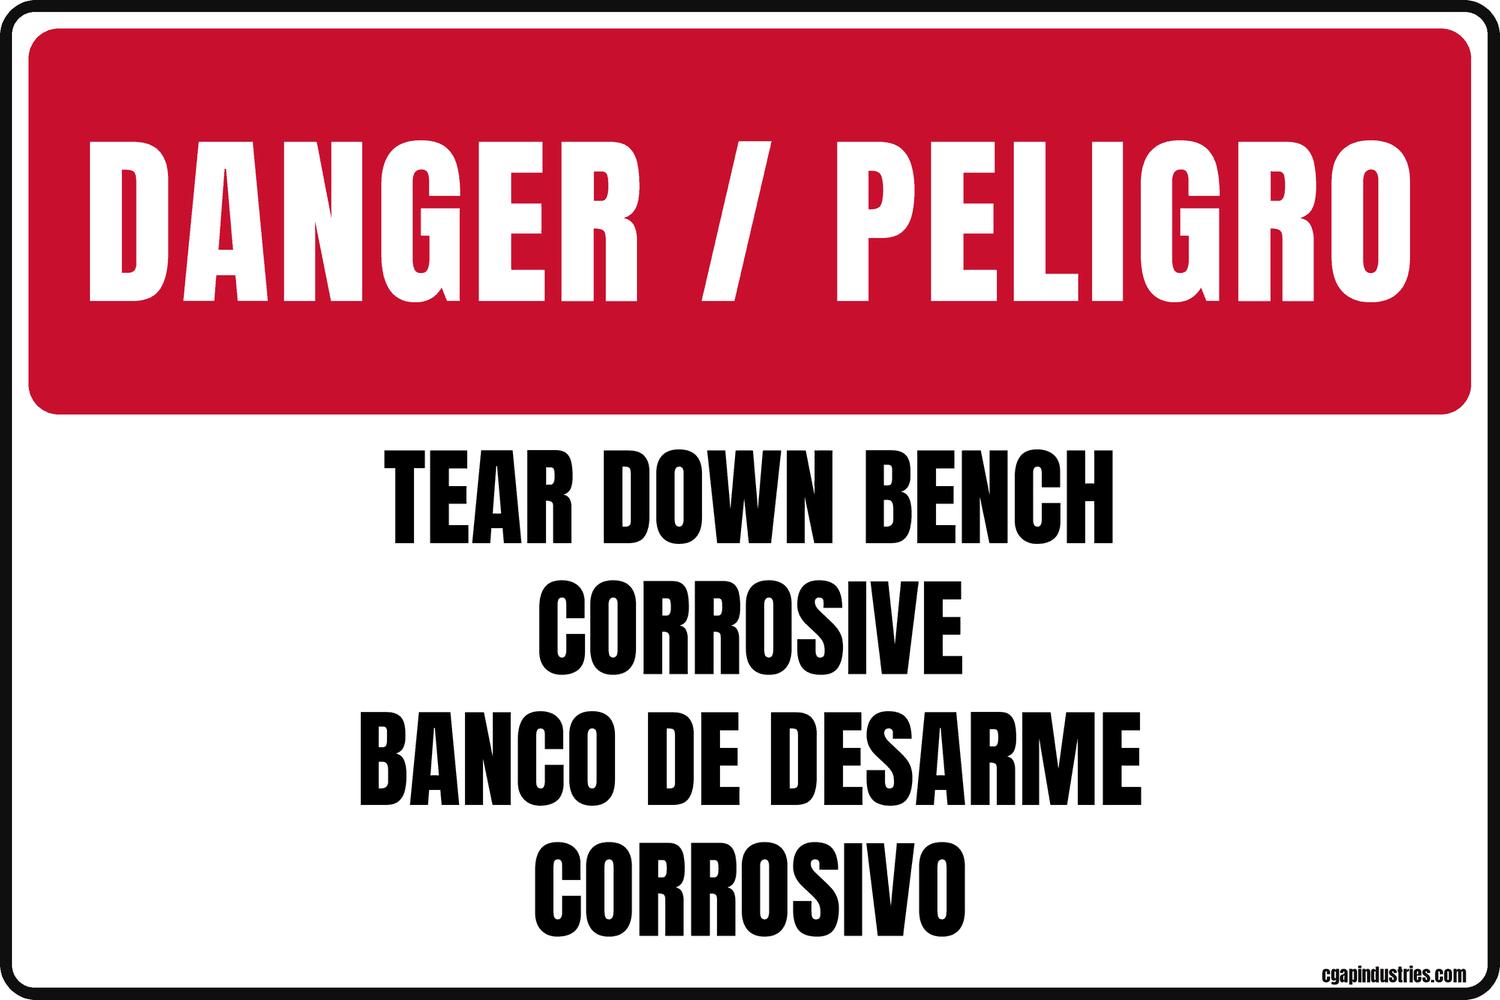 DANGER / PELIGRO
TEAR DOWN BENCH
CORROSIVE
BANCO DE DESARME
CORROSIVO
cgapindustries.com